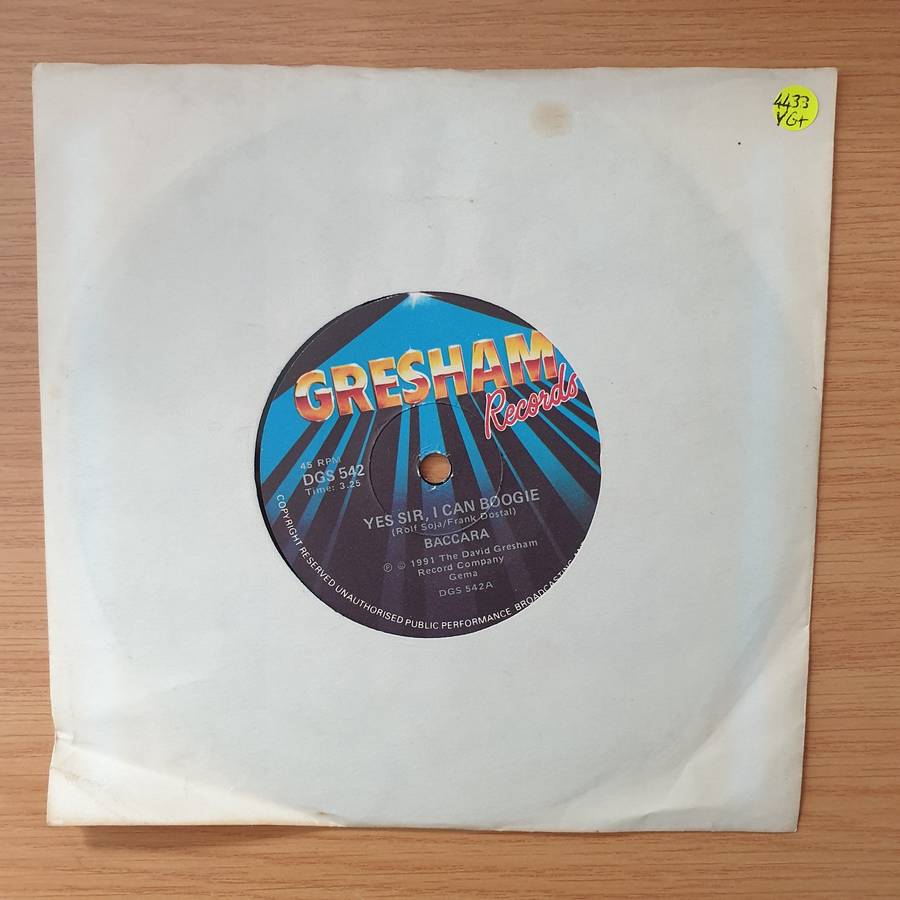 4433
VG+
GRESHAM
Records
45 RPM
DGS 542
Time: 3.25
YES SIR, I CAN BOOGIE
(Rolf Soja/Frank Dostal)
BACCARA
℗ © 1991 The David Gresham
Record Company
Gema
DGS 542A
COPYRIGHT RESERVED UNAUTHORISED PUBLIC PERFORMANCE BROADCASTING